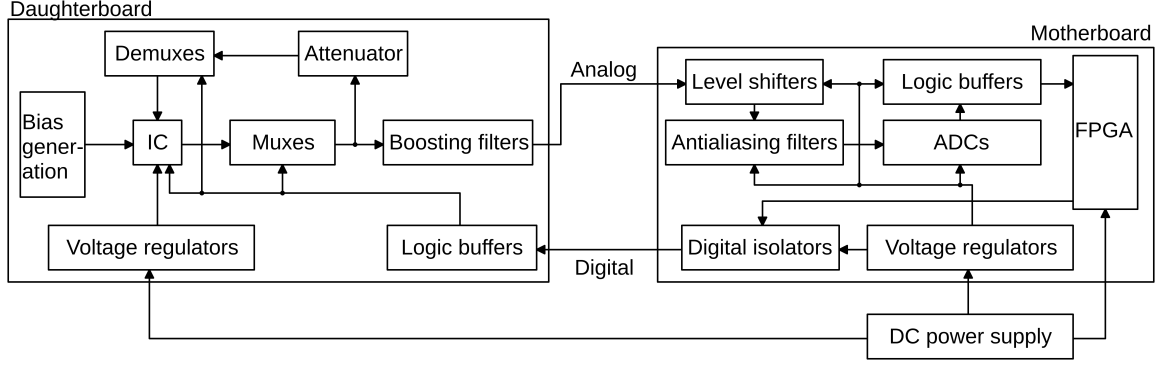 Daughterboard
Motherboard
Demuxes
Attenuator
Analog
Level shifters
Logic buffers
Bias
gener-
ation
IC
Muxes
Boosting filters
Antialiasing filters
ADCs
FPGA
Voltage regulators
Logic buffers
Digital
Digital isolators
Voltage regulators
DC power supply